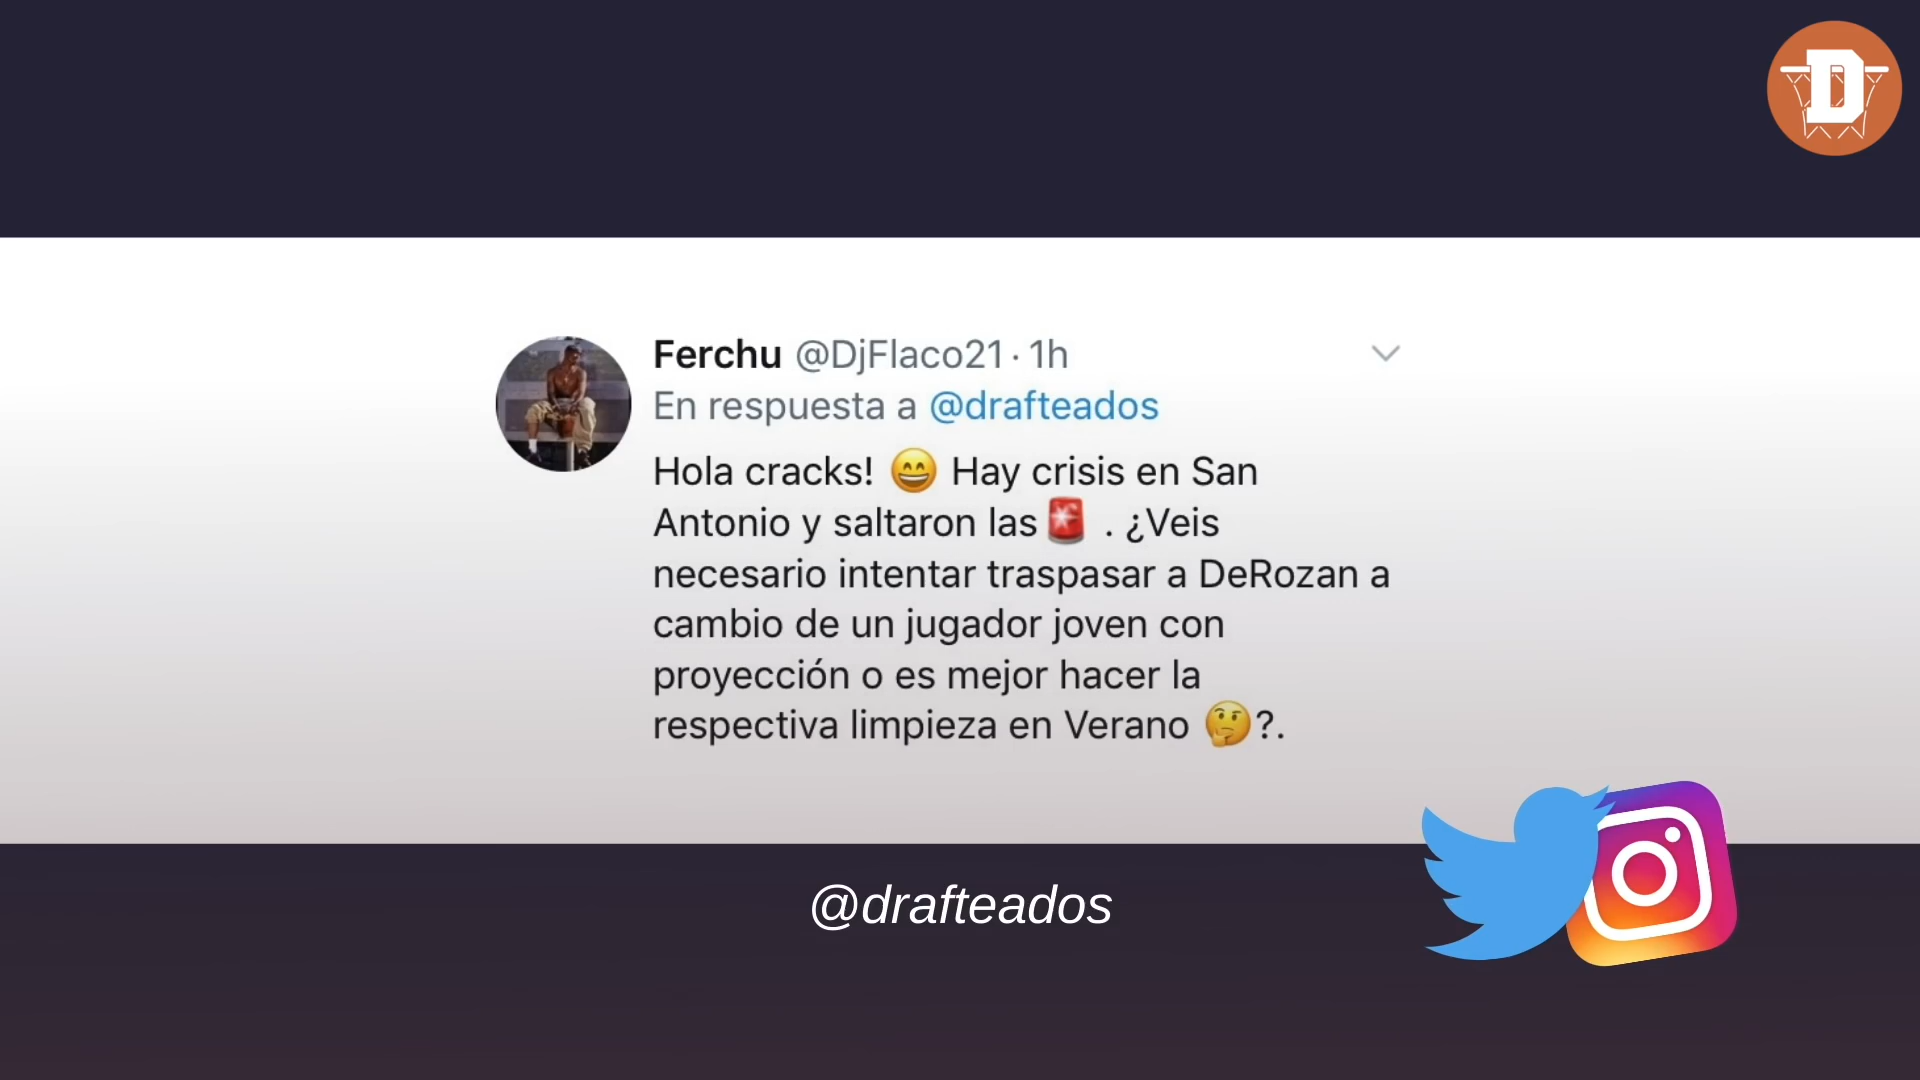 D
Ferchu @DjFlaco21 · 1h
En respuesta a @drafteados
Hola cracks! 😄 Hay crisis en San
Antonio y saltaron las🚨 . ¿Veis
necesario intentar traspasar a DeRozan a
cambio de un jugador joven con
proyección o es mejor hacer la
respectiva limpieza en Verano 🤔?.
@drafteados